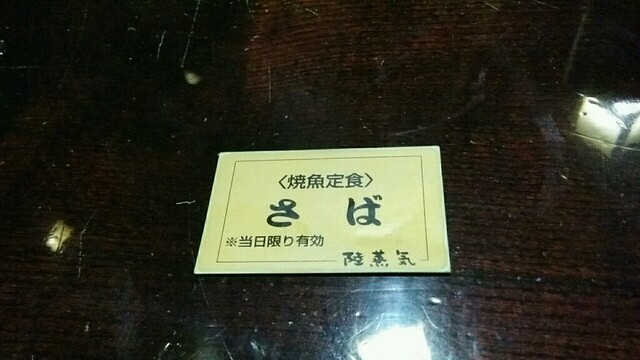 〈焼魚定食〉
さば
※当日限り有効
陸蒸気